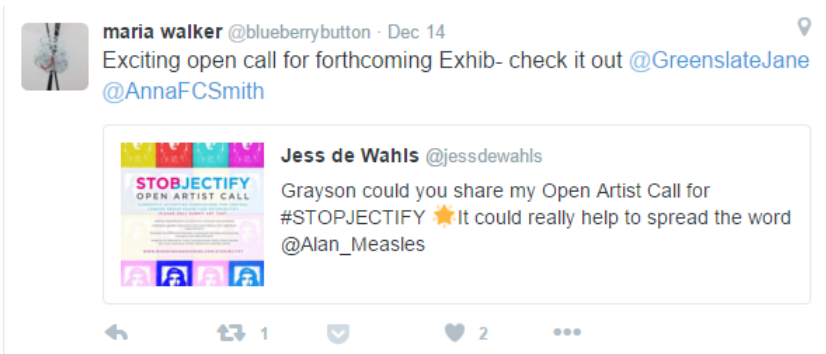 maria walker @blueberrybutton · Dec 14
Exciting open call for forthcoming Exhib- check it out @GreenslateJane
@AnnaFCSmith
Jess de Wahls @jessdewahls
Grayson could you share my Open Artist Call for
#STOPJECTIFY 🌟It could really help to spread the word
@Alan_Measles
STOBJECTIFY
OPEN ARTIST CALL
1
2